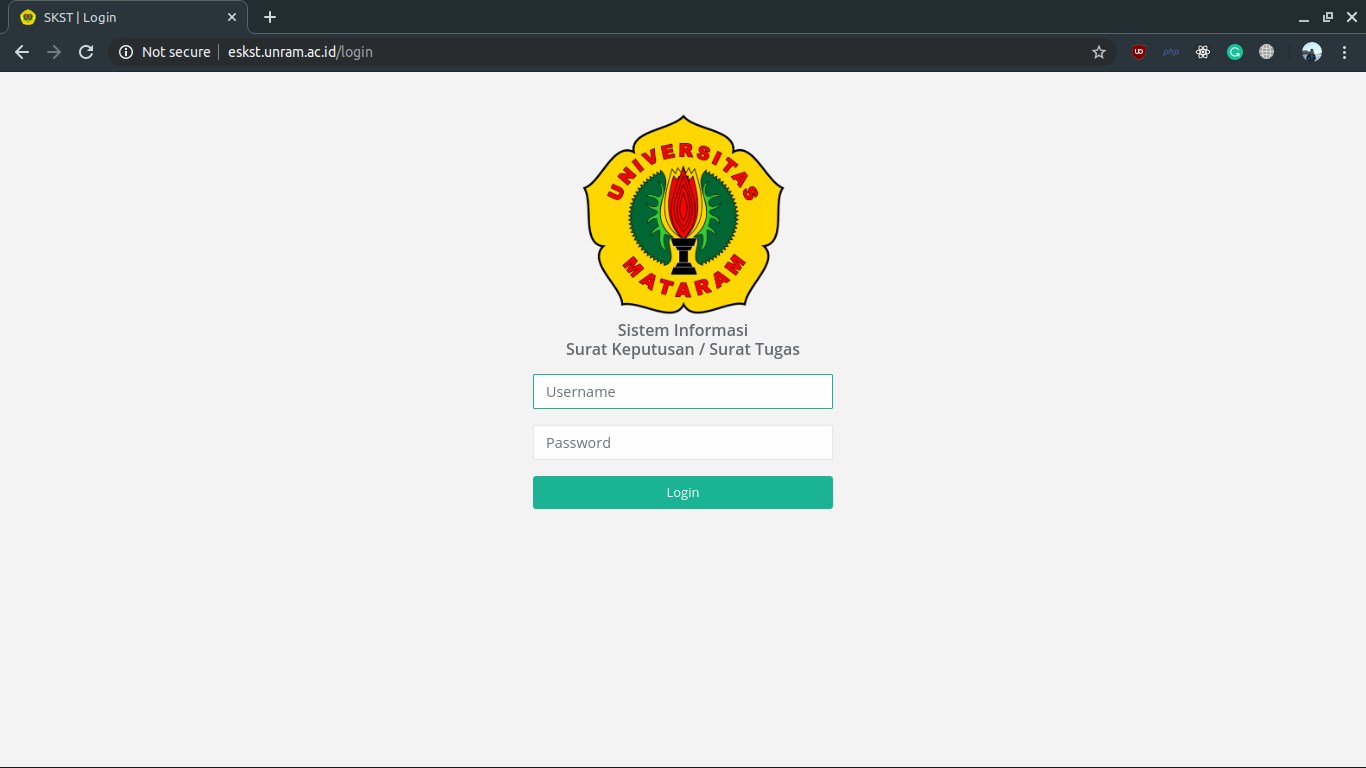 SKST | Login
Not secure
eskst.unram.ac.id/login
UD
php
G
UNIVERSITAS
MATARAM
Sistem Informasi
Surat Keputusan / Surat Tugas
Username
Password
Login